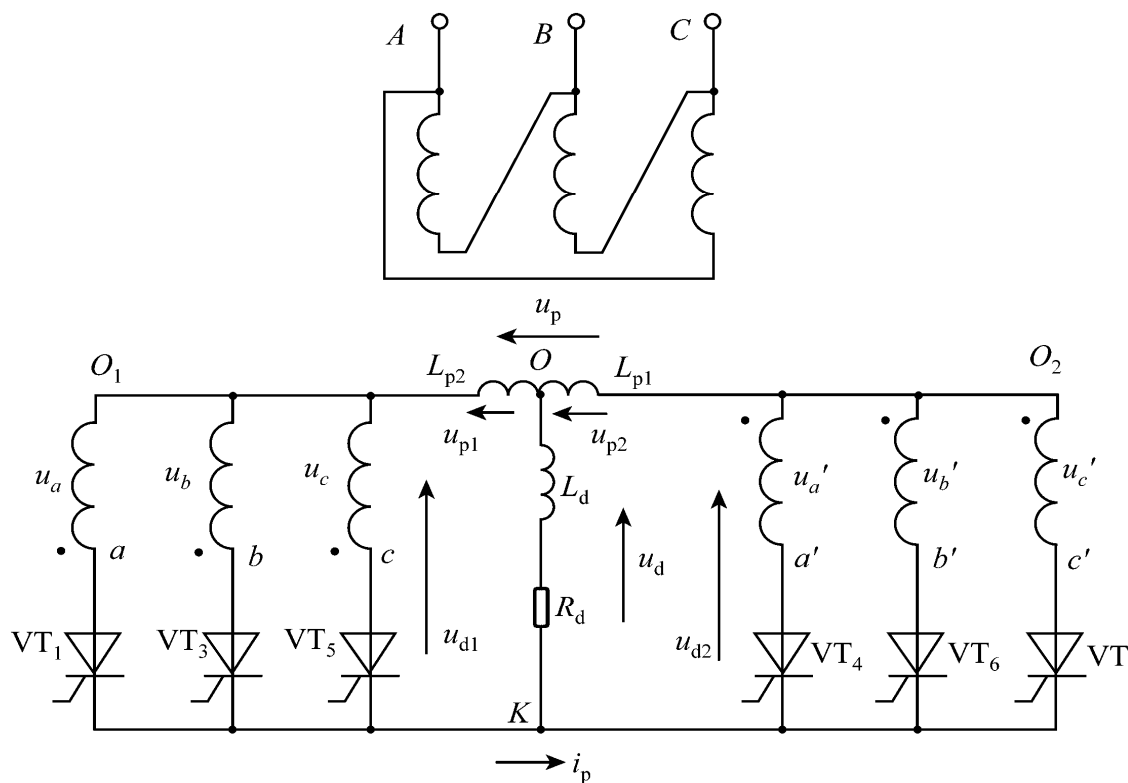 A B C
u_p
O_1 L_p2 O L_p1 O_2
u_p1 u_p2
u_a u_b u_c L_d u_a′ u_b′ u_c′
a b c u_d a′ b′ c′
VT_1 VT_3 VT_5 u_d1 R_d u_d2 VT_4 VT_6 VT
K
i_p